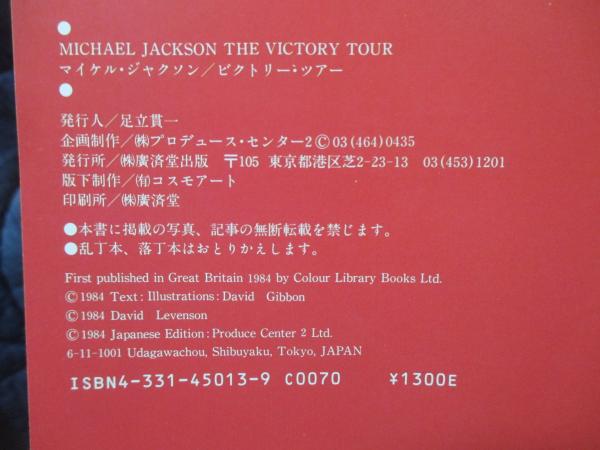 ●
MICHAEL JACKSON THE VICTORY TOUR
マイケル・ジャクソン／ビクトリー・ツアー
●
発行人／足立貫一
企画制作／㈱プロデュース・センター2 © 03(464)0435
発行所／㈱廣済堂出版 〒105 東京都港区芝2-23-13 03(453)1201
版下制作／㈲コスモアート
印刷所／㈱廣済堂
●本書に掲載の写真、記事の無断転載を禁じます。
●乱丁本、落丁本はおとりかえします。
First published in Great Britain 1984 by Colour Library Books Ltd.
© 1984 Text: Illustrations: David Gibbon
© 1984 David Levenson
© 1984 Japanese Edition: Produce Center 2 Ltd.
6-11-1001 Udagawachou, Shibuyaku, Tokyo, JAPAN
ISBN4-331-45013-9 C0070 ¥1300E